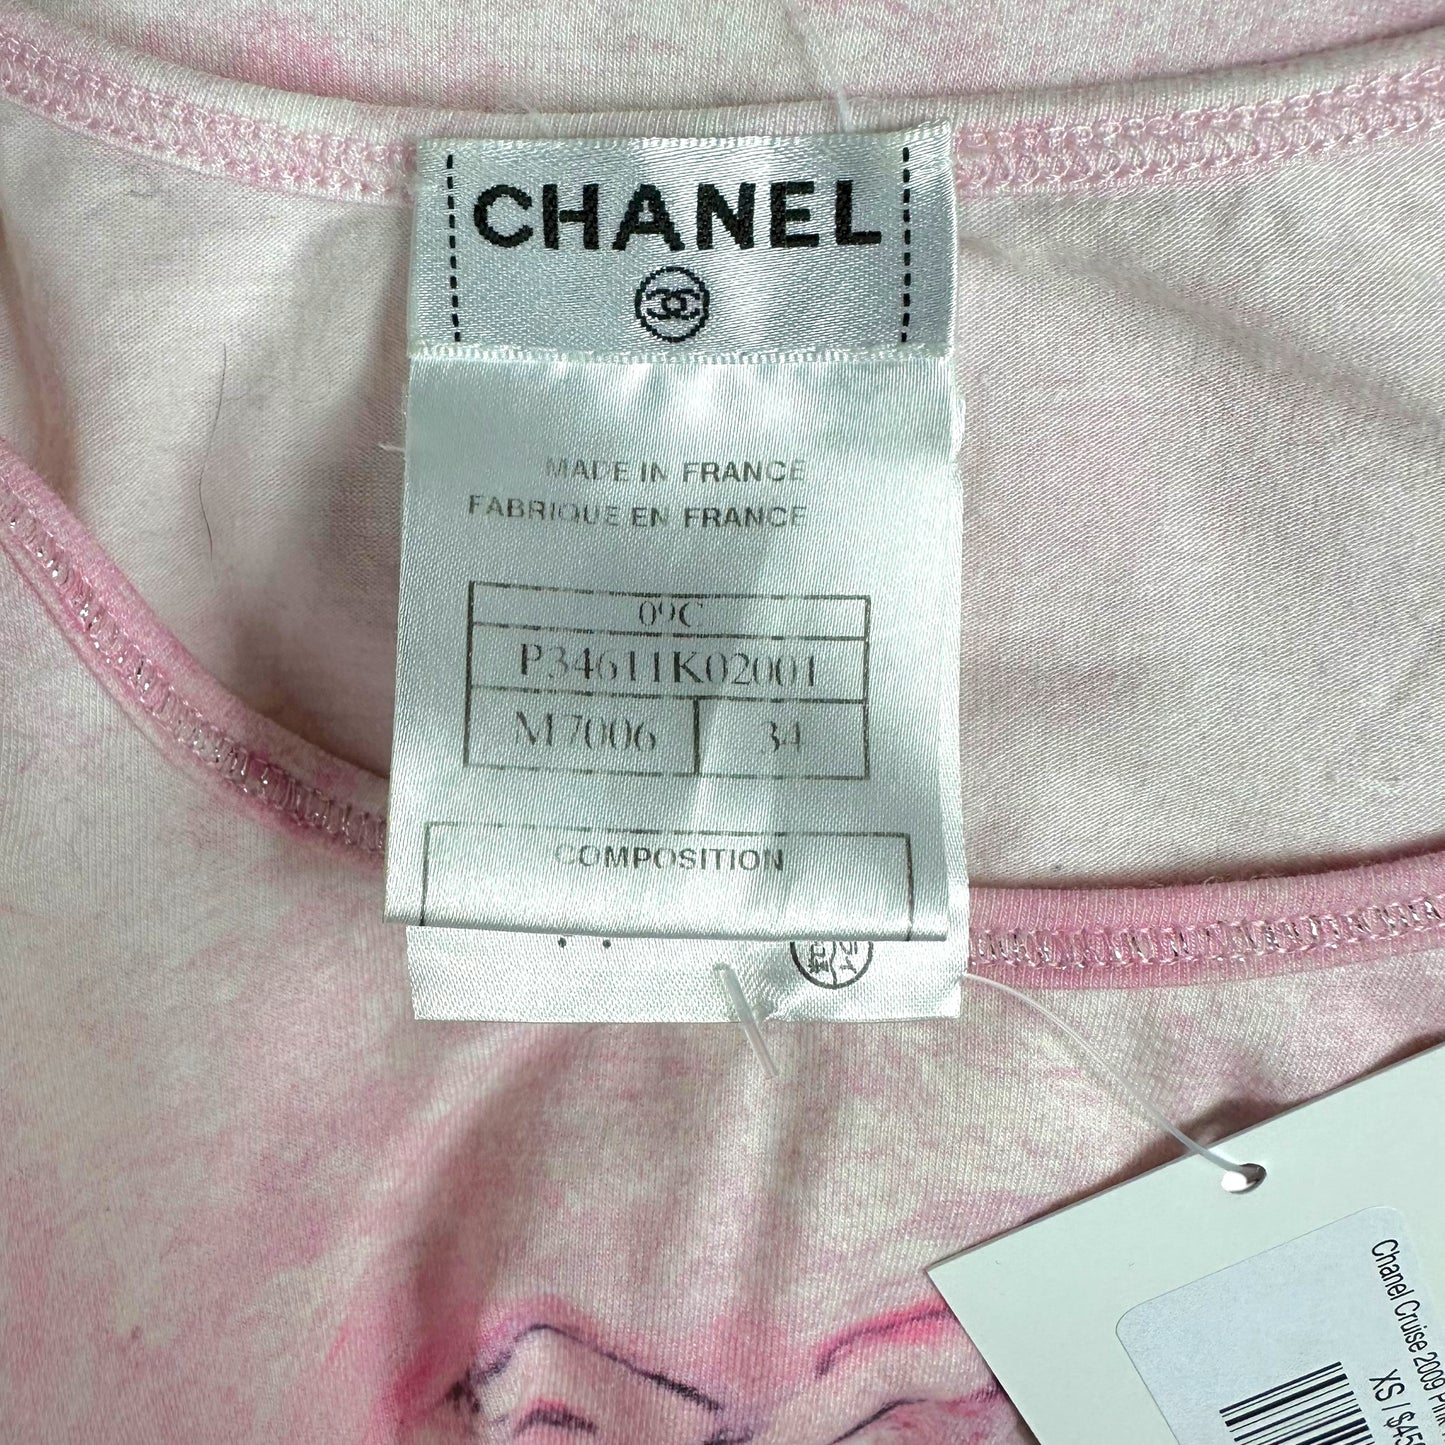 CHANEL
MADE IN FRANCE
FABRIQUE EN FRANCE
09C
P34611K02001
M7006 34
COMPOSITION
Chanel Cruise 2009
XS /